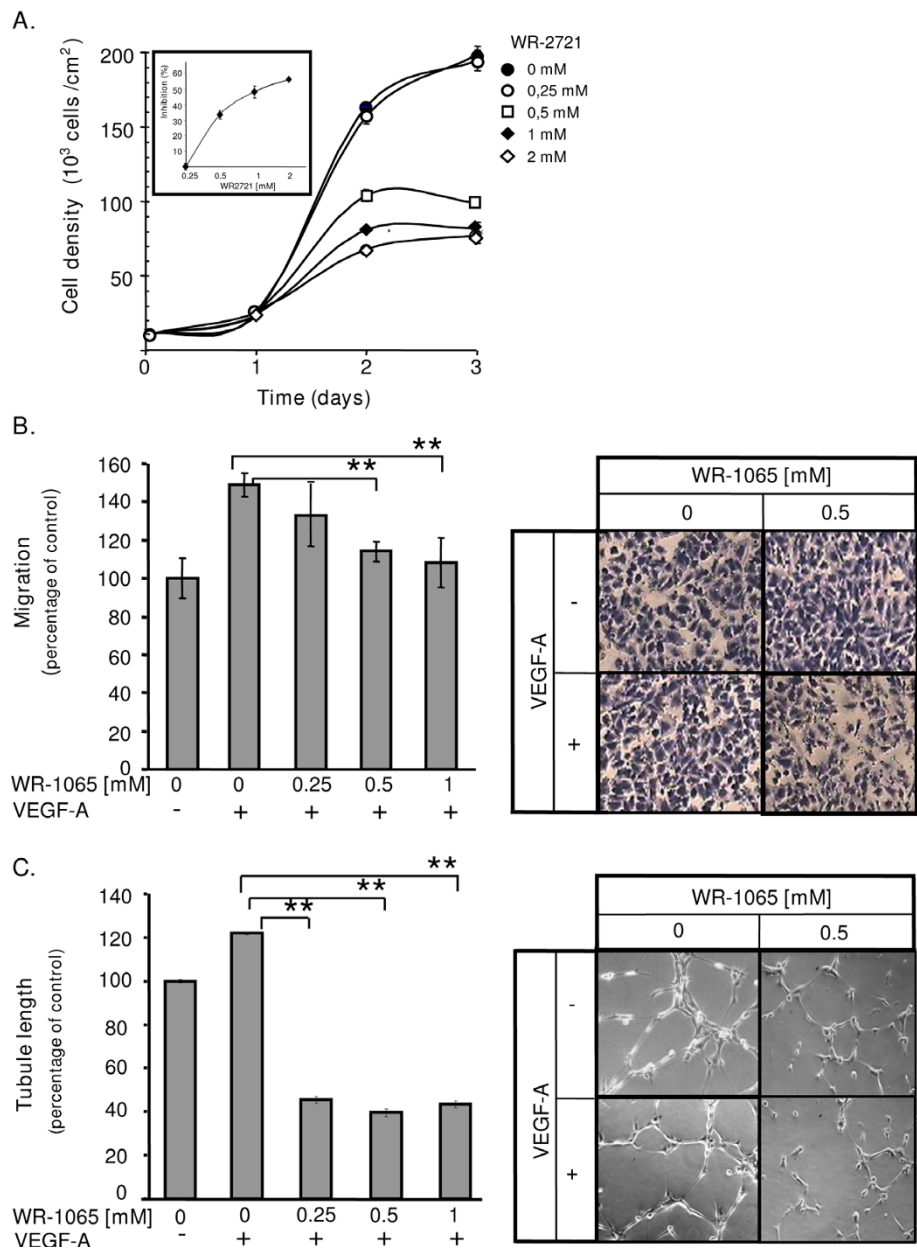 A.
WR-2721
0 mM
0,25 mM
0,5 mM
1 mM
2 mM
Cell density (10³ cells /cm²)
200
150
100
50
0 1 2 3
Time (days)
Inhibition (%)
60
50
40
30
20
10
0.25 0.5 1 2
WR2721 [mM]
B.
Migration
(percentage of control)
160
140
120
100
80
60
40
20
0
**
**
WR-1065 [mM] 0 0 0.25 0.5 1
VEGF-A - + + + +
WR-1065 [mM]
0 0.5
VEGF-A
-
+
C.
Tubule length
(percentage of control)
140
120
100
80
60
40
20
0
**
**
**
WR-1065 [mM] 0 0 0.25 0.5 1
VEGF-A - + + + +
WR-1065 [mM]
0 0.5
VEGF-A
-
+